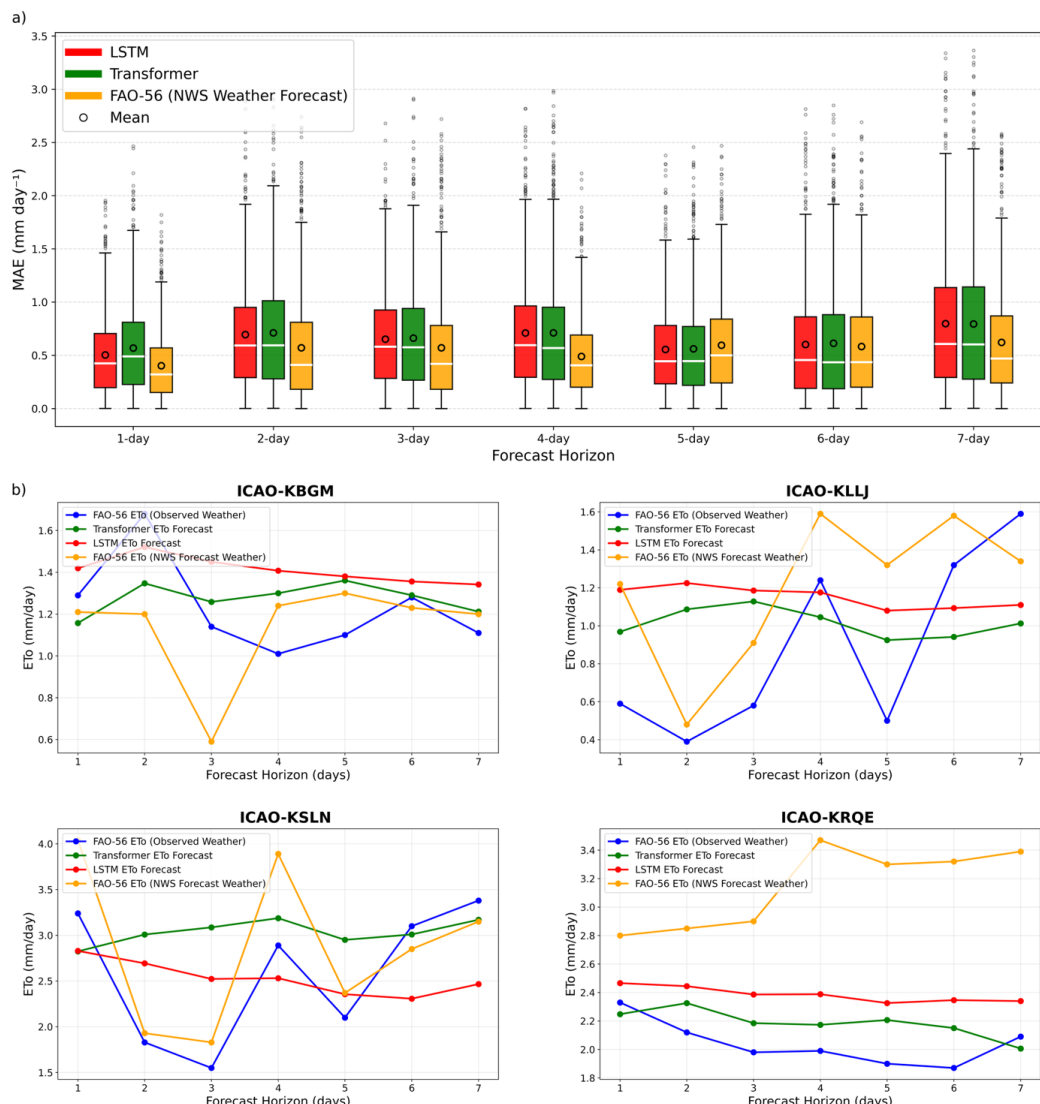 a)
LSTM
Transformer
FAO-56 (NWS Weather Forecast)
Mean
MAE (mm day⁻¹)
3.5
3.0
2.5
2.0
1.5
1.0
0.5
0.0
1-day 2-day 3-day 4-day 5-day 6-day 7-day
Forecast Horizon
b)
ICAO-KBGM
FAO-56 ETo (Observed Weather)
Transformer ETo Forecast
LSTM ETo Forecast
FAO-56 ETo (NWS Forecast Weather)
ETo (mm/day)
1.6
1.4
1.2
1.0
0.8
0.6
1 2 3 4 5 6 7
Forecast Horizon (days)
ICAO-KLLJ
FAO-56 ETo (Observed Weather)
Transformer ETo Forecast
LSTM ETo Forecast
FAO-56 ETo (NWS Forecast Weather)
ETo (mm/day)
1.6
1.4
1.2
1.0
0.8
0.6
0.4
1 2 3 4 5 6 7
Forecast Horizon (days)
ICAO-KSLN
FAO-56 ETo (Observed Weather)
Transformer ETo Forecast
LSTM ETo Forecast
FAO-56 ETo (NWS Forecast Weather)
ETo (mm/day)
4.0
3.5
3.0
2.5
2.0
1.5
1 2 3 4 5 6 7
Forecast Horizon (days)
ICAO-KRQE
FAO-56 ETo (Observed Weather)
Transformer ETo Forecast
LSTM ETo Forecast
FAO-56 ETo (NWS Forecast Weather)
ETo (mm/day)
3.4
3.2
3.0
2.8
2.6
2.4
2.2
2.0
1.8
1 2 3 4 5 6 7
Forecast Horizon (days)